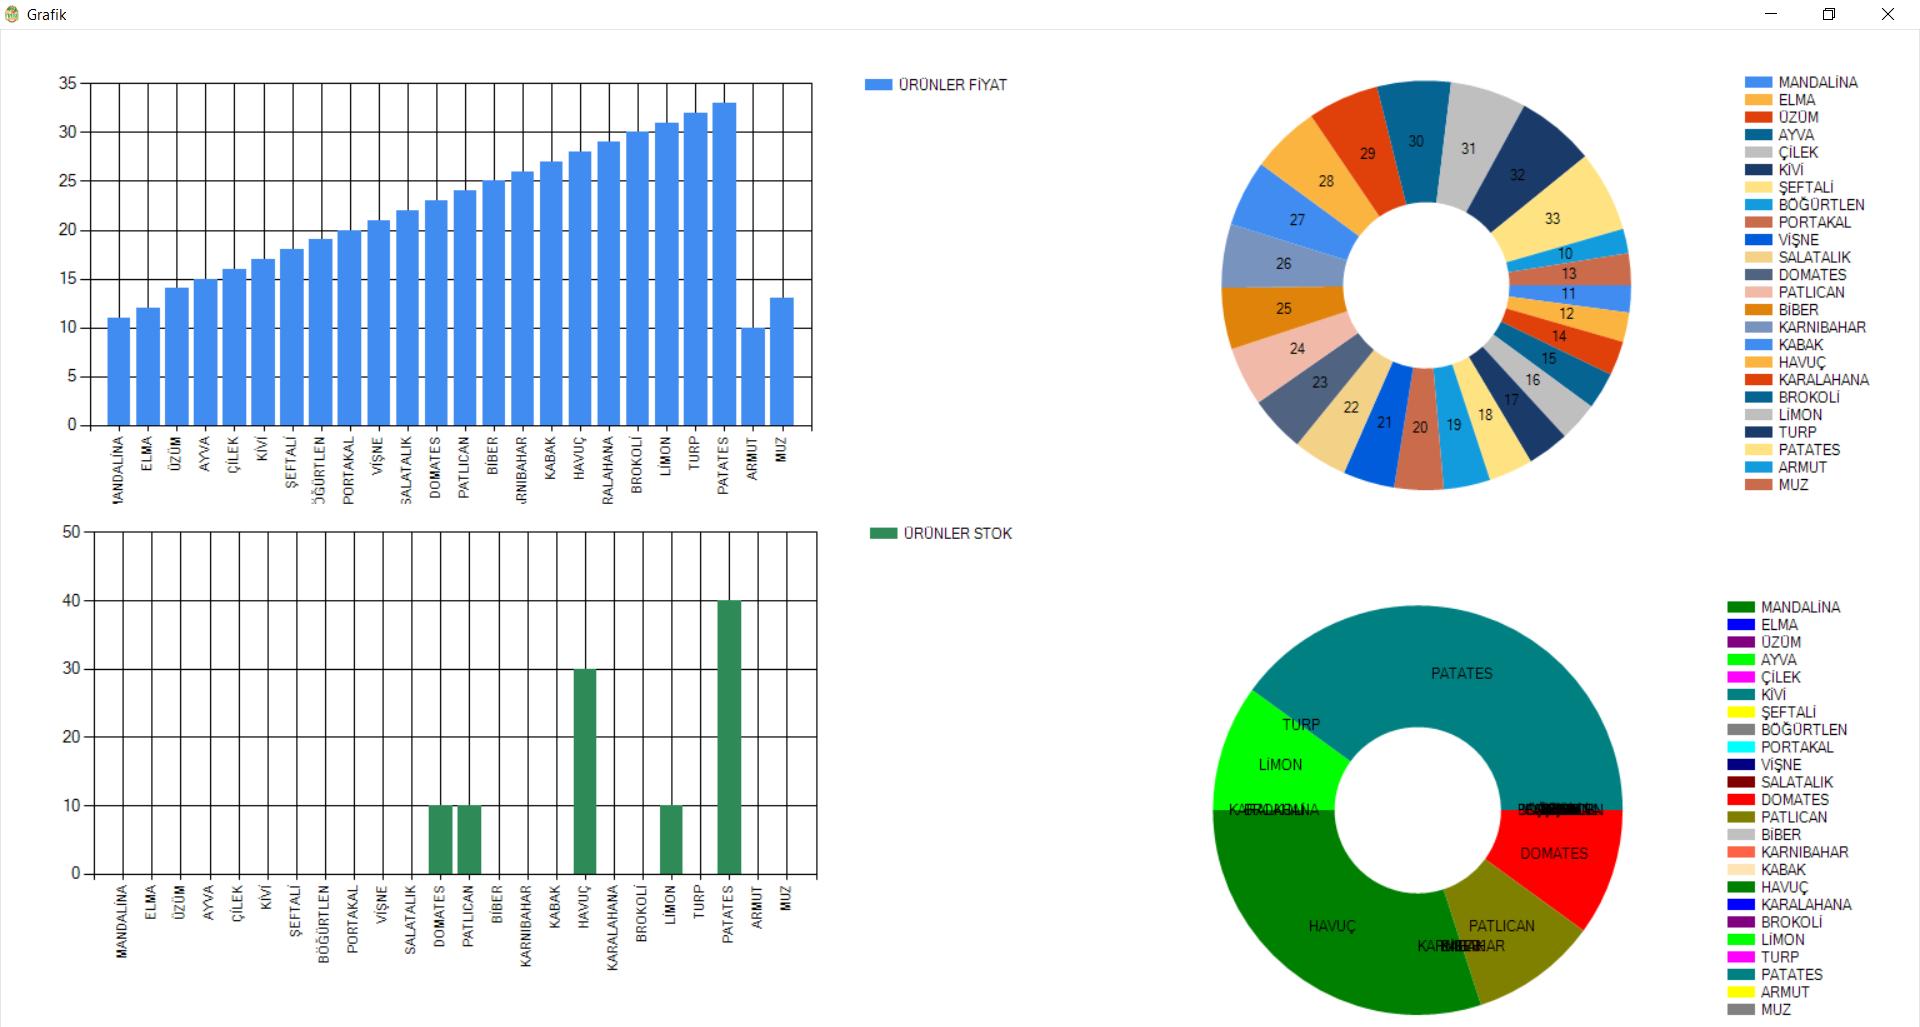 Grafik
35
30
25
20
15
10
5
0
MANDALİNA
ELMA
ÜZÜM
AYVA
ÇİLEK
KİVİ
ŞEFTALİ
ÖĞÜRTLEN
PORTAKAL
VİŞNE
SALATALIK
DOMATES
PATLICAN
BİBER
ARNIBAHAR
KABAK
HAVUÇ
RALAHANA
BROKOLİ
LİMON
TURP
PATATES
ARMUT
MUZ
ÜRÜNLER FİYAT
30
31
32
33
10
13
11
12
14
15
16
17
18
19
20
21
22
23
24
25
26
27
28
29
MANDALİNA
ELMA
ÜZÜM
AYVA
ÇİLEK
KİVİ
ŞEFTALİ
BÖĞÜRTLEN
PORTAKAL
VİŞNE
SALATALIK
DOMATES
PATLICAN
BİBER
KARNIBAHAR
KABAK
HAVUÇ
KARALAHANA
BROKOLİ
LİMON
TURP
PATATES
ARMUT
MUZ
50
40
30
20
10
0
MANDALİNA
ELMA
ÜZÜM
AYVA
ÇİLEK
KİVİ
ŞEFTALİ
BÖĞÜRTLEN
PORTAKAL
VİŞNE
SALATALIK
DOMATES
PATLICAN
BİBER
KARNIBAHAR
KABAK
HAVUÇ
KARALAHANA
BROKOLİ
LİMON
TURP
PATATES
ARMUT
MUZ
ÜRÜNLER STOK
PATATES
TURP
LİMON
DOMATES
HAVUÇ
PATLICAN
MANDALİNA
ELMA
ÜZÜM
AYVA
ÇİLEK
KİVİ
ŞEFTALİ
BÖĞÜRTLEN
PORTAKAL
VİŞNE
SALATALIK
DOMATES
PATLICAN
BİBER
KARNIBAHAR
KABAK
HAVUÇ
KARALAHANA
BROKOLİ
LİMON
TURP
PATATES
ARMUT
MUZ